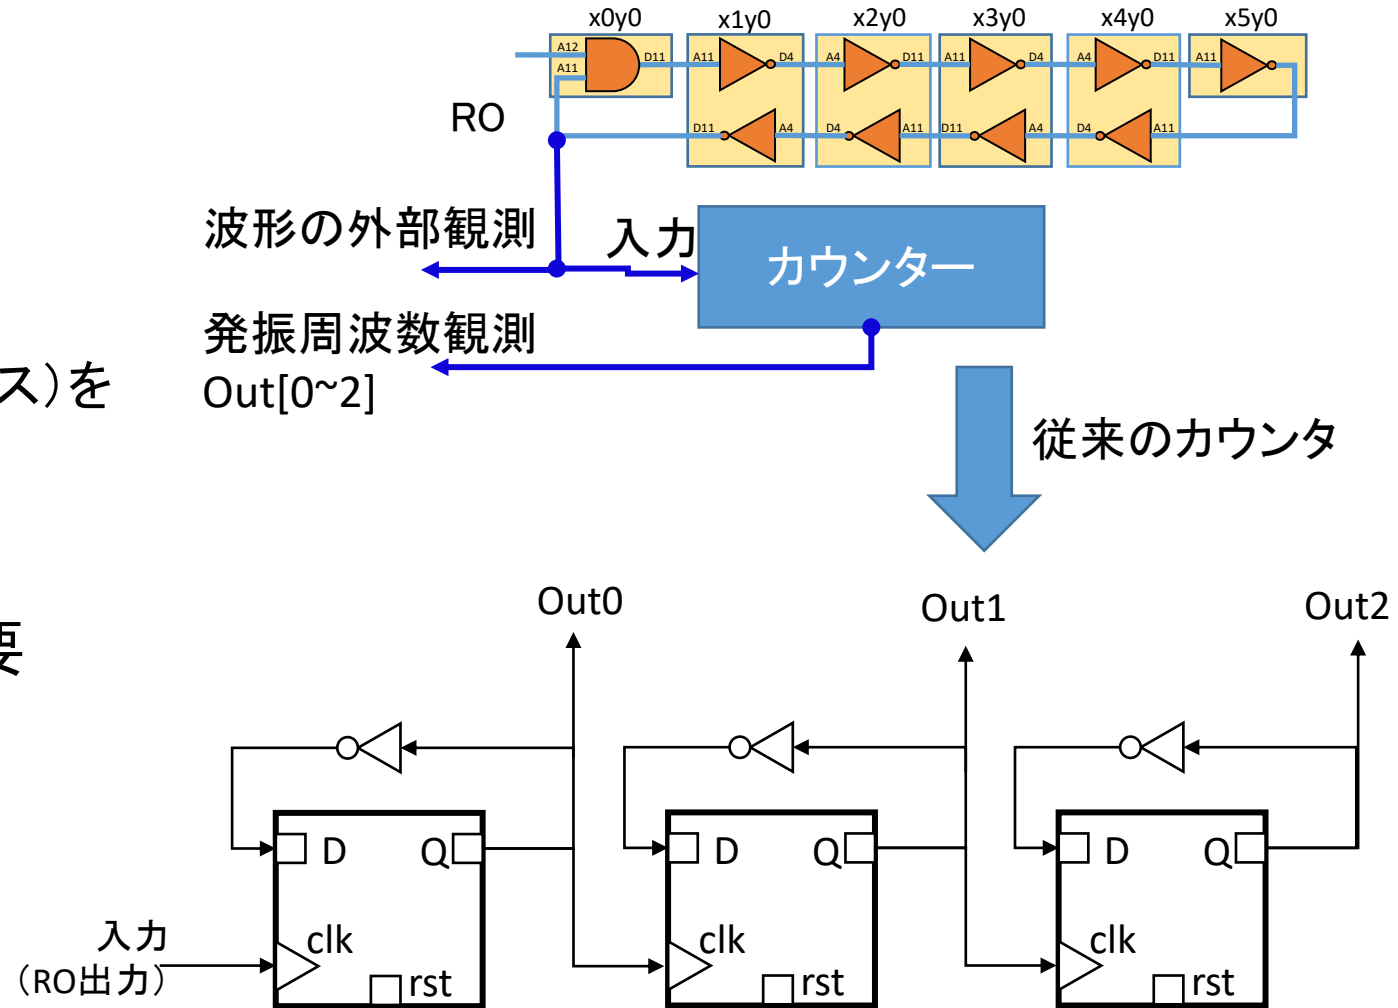 x0y0 x1y0 x2y0 x3y0 x4y0 x5y0
A12
A11 D11 A11 D4 A4 D11 A11 D4 A4 D11 A11
RO
D11 A4 D4 A11 D11 A4 D4 A11
波形の外部観測
入力
カウンター
発振周波数観測
Out[0~2]
ス)を
従来のカウンタ
要
Out0 Out1 Out2
D Q D Q D Q
入力
(RO出力)
clk clk clk
rst rst rst